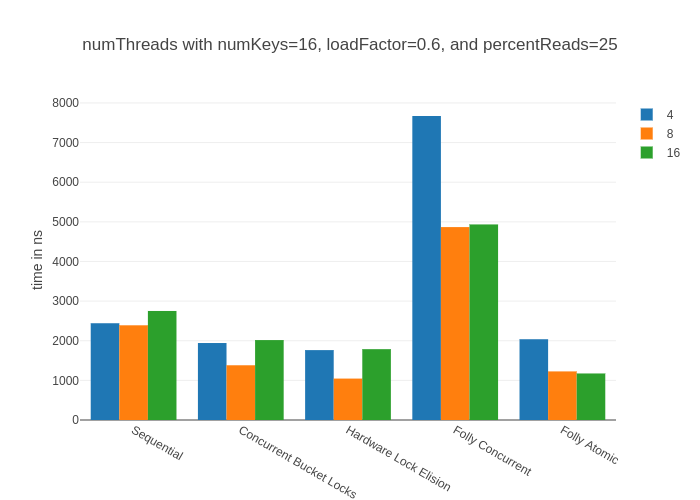 numThreads with numKeys=16, loadFactor=0.6, and percentReads=25
8000
7000
6000
5000
4000
3000
2000
1000
0
time in ns
Sequential
Concurrent Bucket Locks
Hardware Lock Elision
Folly Concurrent
Folly Atomic
4
8
16